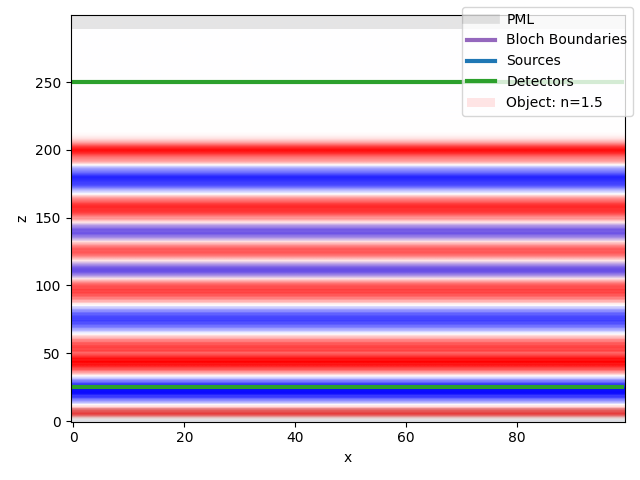 PML
Bloch Boundaries
Sources
Detectors
Object: n=1.5
250
200
150
100
50
0
z
0 20 40 60 80
x